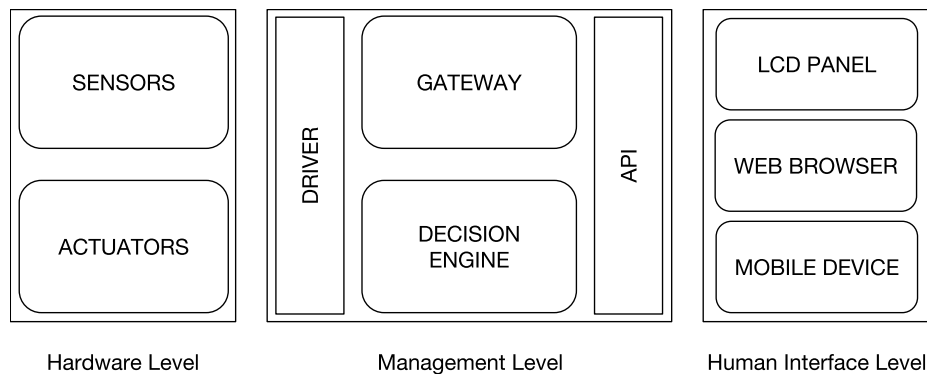 SENSORS
ACTUATORS
Hardware Level
DRIVER
GATEWAY
DECISION
ENGINE
API
Management Level
LCD PANEL
WEB BROWSER
MOBILE DEVICE
Human Interface Level